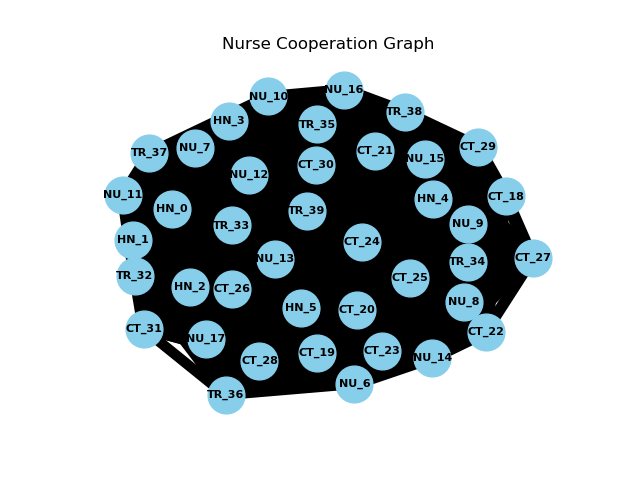 Nurse Cooperation Graph
NU_16
NU_10
TR_38
HN_3
TR_35
CT_29
NU_7
CT_21
TR_37
NU_15
CT_30
NU_12
NU_11
CT_18
HN_4
HN_0
TR_39
NU_9
TR_33
HN_1
CT_24
CT_27
NU_13
TR_34
TR_32
CT_25
HN_2
CT_26
NU_8
HN_5
CT_20
CT_31
CT_22
NU_17
CT_23
CT_19
NU_14
CT_28
NU_6
TR_36